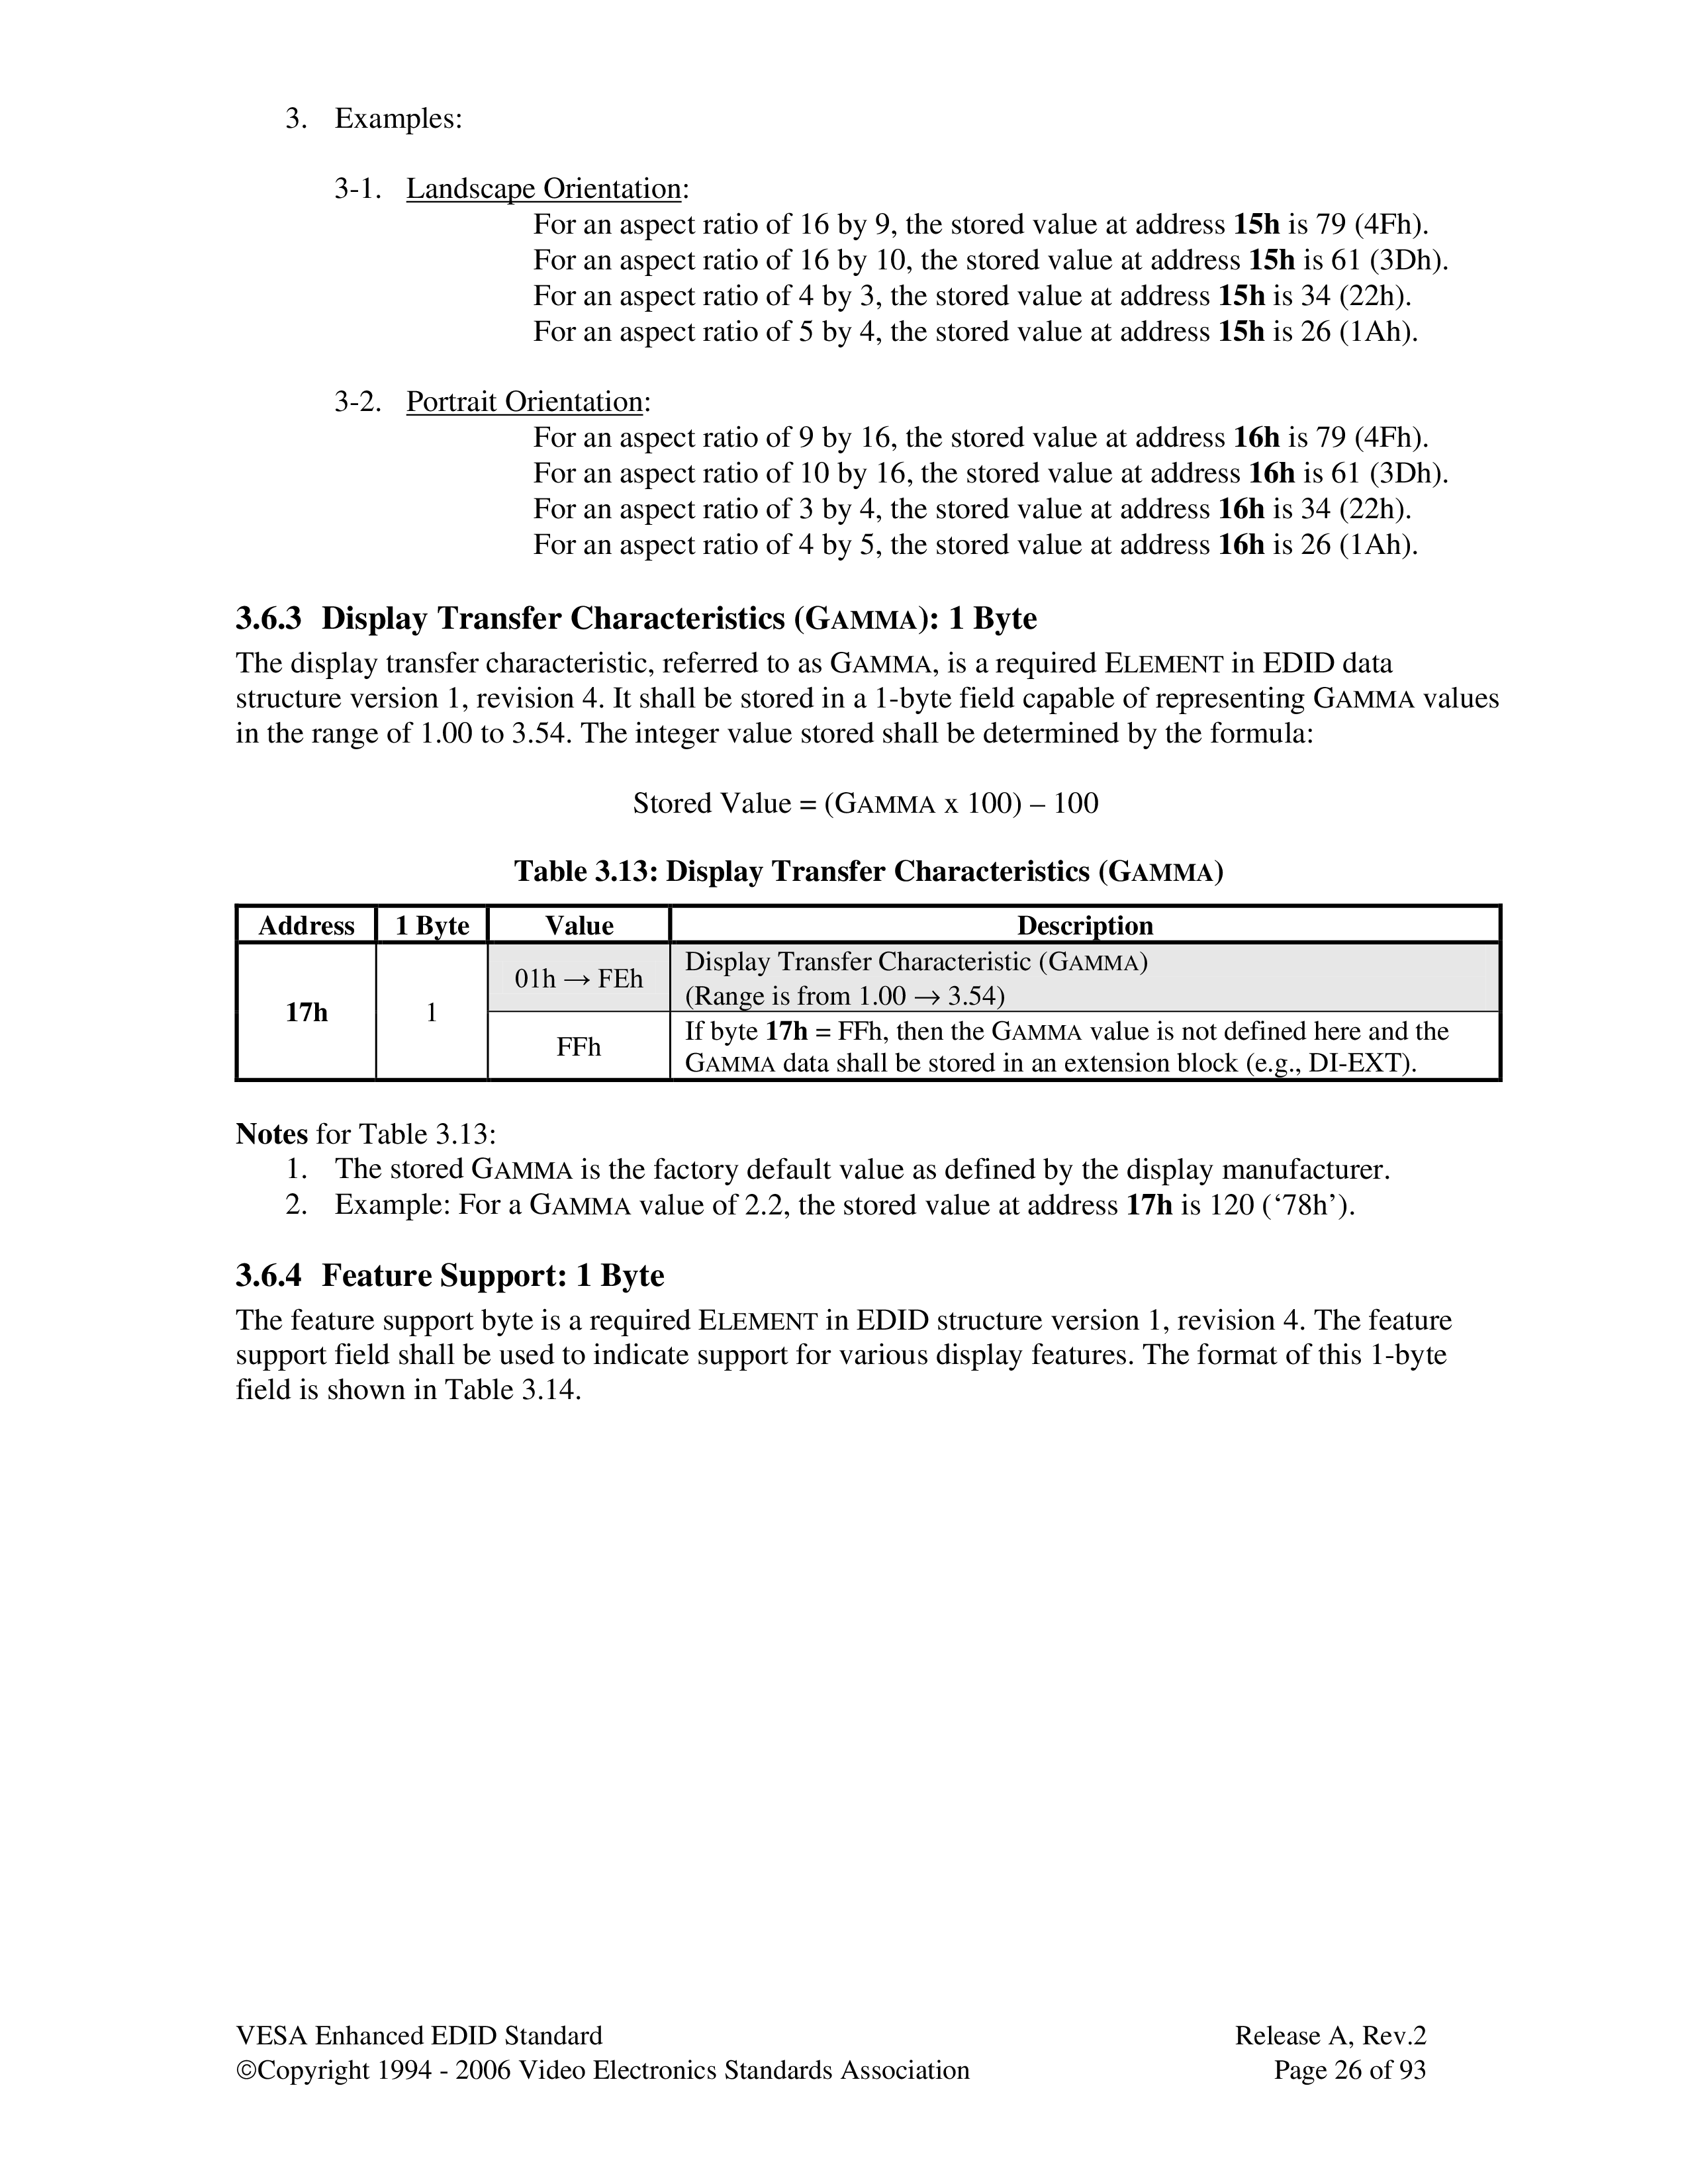 3. Examples:
3-1. Landscape Orientation:
For an aspect ratio of 16 by 9, the stored value at address 15h is 79 (4Fh).
For an aspect ratio of 16 by 10, the stored value at address 15h is 61 (3Dh).
For an aspect ratio of 4 by 3, the stored value at address 15h is 34 (22h).
For an aspect ratio of 5 by 4, the stored value at address 15h is 26 (1Ah).
3-2. Portrait Orientation:
For an aspect ratio of 9 by 16, the stored value at address 16h is 79 (4Fh).
For an aspect ratio of 10 by 16, the stored value at address 16h is 61 (3Dh).
For an aspect ratio of 3 by 4, the stored value at address 16h is 34 (22h).
For an aspect ratio of 4 by 5, the stored value at address 16h is 26 (1Ah).
3.6.3 Display Transfer Characteristics (GAMMA): 1 Byte
The display transfer characteristic, referred to as GAMMA, is a required ELEMENT in EDID data
structure version 1, revision 4. It shall be stored in a 1-byte field capable of representing GAMMA values
in the range of 1.00 to 3.54. The integer value stored shall be determined by the formula:
Stored Value = (GAMMA x 100) – 100
Table 3.13: Display Transfer Characteristics (GAMMA)
Address 1 Byte Value Description
17h 1 01h → FEh Display Transfer Characteristic (GAMMA)
(Range is from 1.00 → 3.54)
FFh If byte 17h = FFh, then the GAMMA value is not defined here and the
GAMMA data shall be stored in an extension block (e.g., DI-EXT).
Notes for Table 3.13:
1. The stored GAMMA is the factory default value as defined by the display manufacturer.
2. Example: For a GAMMA value of 2.2, the stored value at address 17h is 120 (‘78h’).
3.6.4 Feature Support: 1 Byte
The feature support byte is a required ELEMENT in EDID structure version 1, revision 4. The feature
support field shall be used to indicate support for various display features. The format of this 1-byte
field is shown in Table 3.14.
VESA Enhanced EDID Standard Release A, Rev.2
©Copyright 1994 - 2006 Video Electronics Standards Association Page 26 of 93